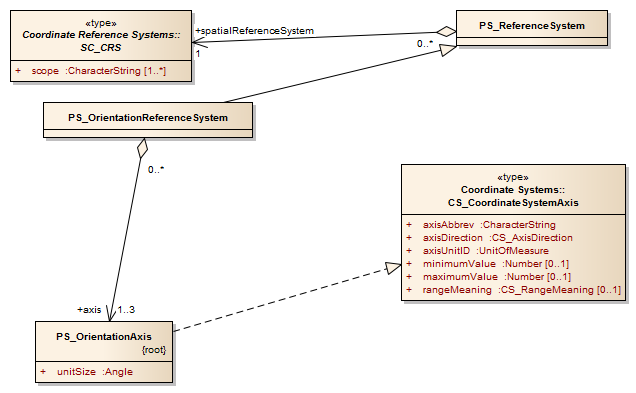 «type»
Coordinate Reference Systems::
SC_CRS
+ scope :CharacterString [1..*]
+spatialReferenceSystem
1
0..*
PS_ReferenceSystem
PS_OrientationReferenceSystem
0..*
«type»
Coordinate Systems::
CS_CoordinateSystemAxis
+ axisAbbrev :CharacterString
+ axisDirection :CS_AxisDirection
+ axisUnitID :UnitOfMeasure
+ minimumValue :Number [0..1]
+ maximumValue :Number [0..1]
+ rangeMeaning :CS_RangeMeaning [0..1]
+axis 1..3
PS_OrientationAxis
{root}
+ unitSize :Angle